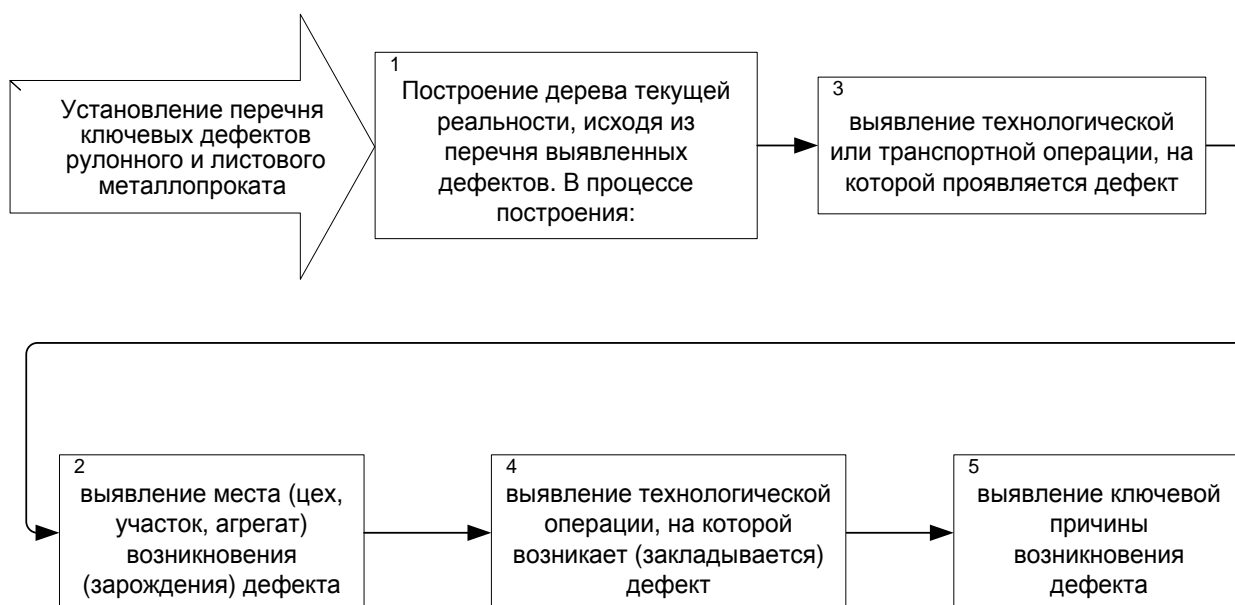 Установление перечня
ключевых дефектов
рулонного и листового
металлопроката
1
Построение дерева текущей
реальности, исходя из
перечня выявленных
дефектов. В процессе
построения:
3
выявление технологической
или транспортной операции, на
которой проявляется дефект
2
выявление места (цех,
участок, агрегат)
возникновения
(зарождения) дефекта
4
выявление технологической
операции, на которой
возникает (закладывается)
дефект
5
выявление ключевой
причины
возникновения
дефекта